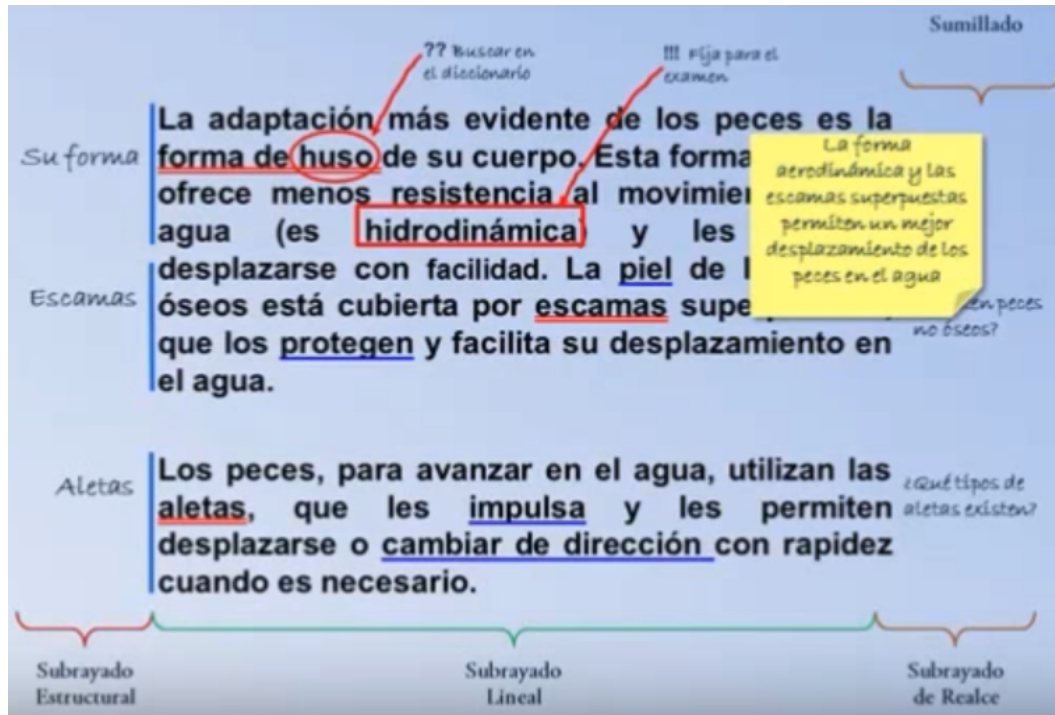 Sumillado
?? Buscar en
el diccionario
!!! Fija para el
examen
Su forma
La adaptación más evidente de los peces es la
forma de huso de su cuerpo. Esta forma
ofrece menos resistencia al
agua (es hidrodinámica) y les
desplazarse con facilidad. La piel de
Escamas
óseos está cubierta por escamas
que los protegen y facilita su desplazamiento en
el agua.
La forma
aerodinámica y las
escamas superpuestas
permiten un mejor
desplazamiento de los
peces en el agua
en peces
no óseos?
Aletas
Los peces, para avanzar en el agua, utilizan las
aletas, que les impulsa y les permiten
desplazarse o cambiar de dirección con rapidez
cuando es necesario.
¿Qué tipos de
aletas existen?
Subrayado
Estructural
Subrayado
Lineal
Subrayado
de Realce